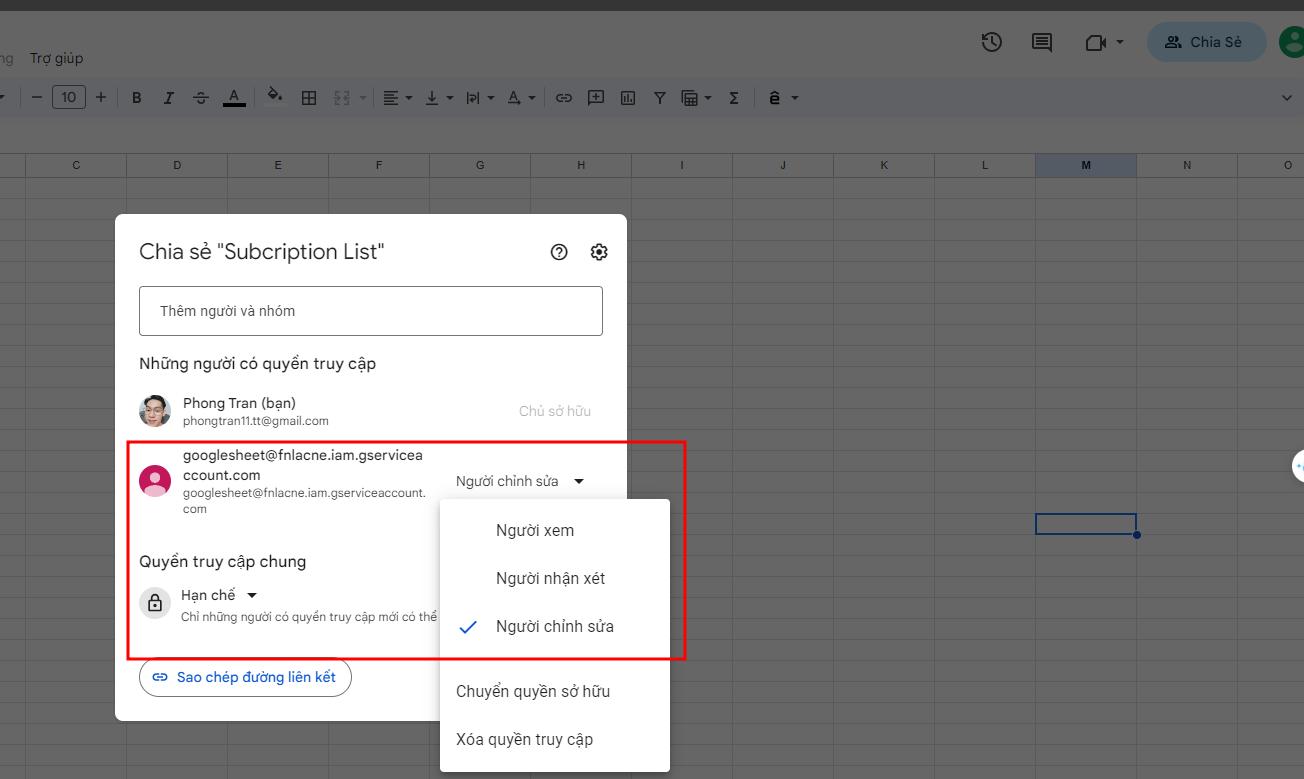 ng Trợ giúp
Chia Sẻ
10
B
I
A
Σ
ê
C D E F G H I J K L M N O
Chia sẻ "Subcription List"
Thêm người và nhóm
Những người có quyền truy cập
Phong Tran (bạn)
phongtran11.tt@gmail.com
Chủ sở hữu
googlesheet@fnlacne.iam.gservicea
ccount.com
googlesheet@fnlacne.iam.gserviceaccount.
com
Người chỉnh sửa
Người xem
Người nhận xét
Người chỉnh sửa
Chuyển quyền sở hữu
Xóa quyền truy cập
Quyền truy cập chung
Hạn chế
Chỉ những người có quyền truy cập mới có thể
Sao chép đường liên kết